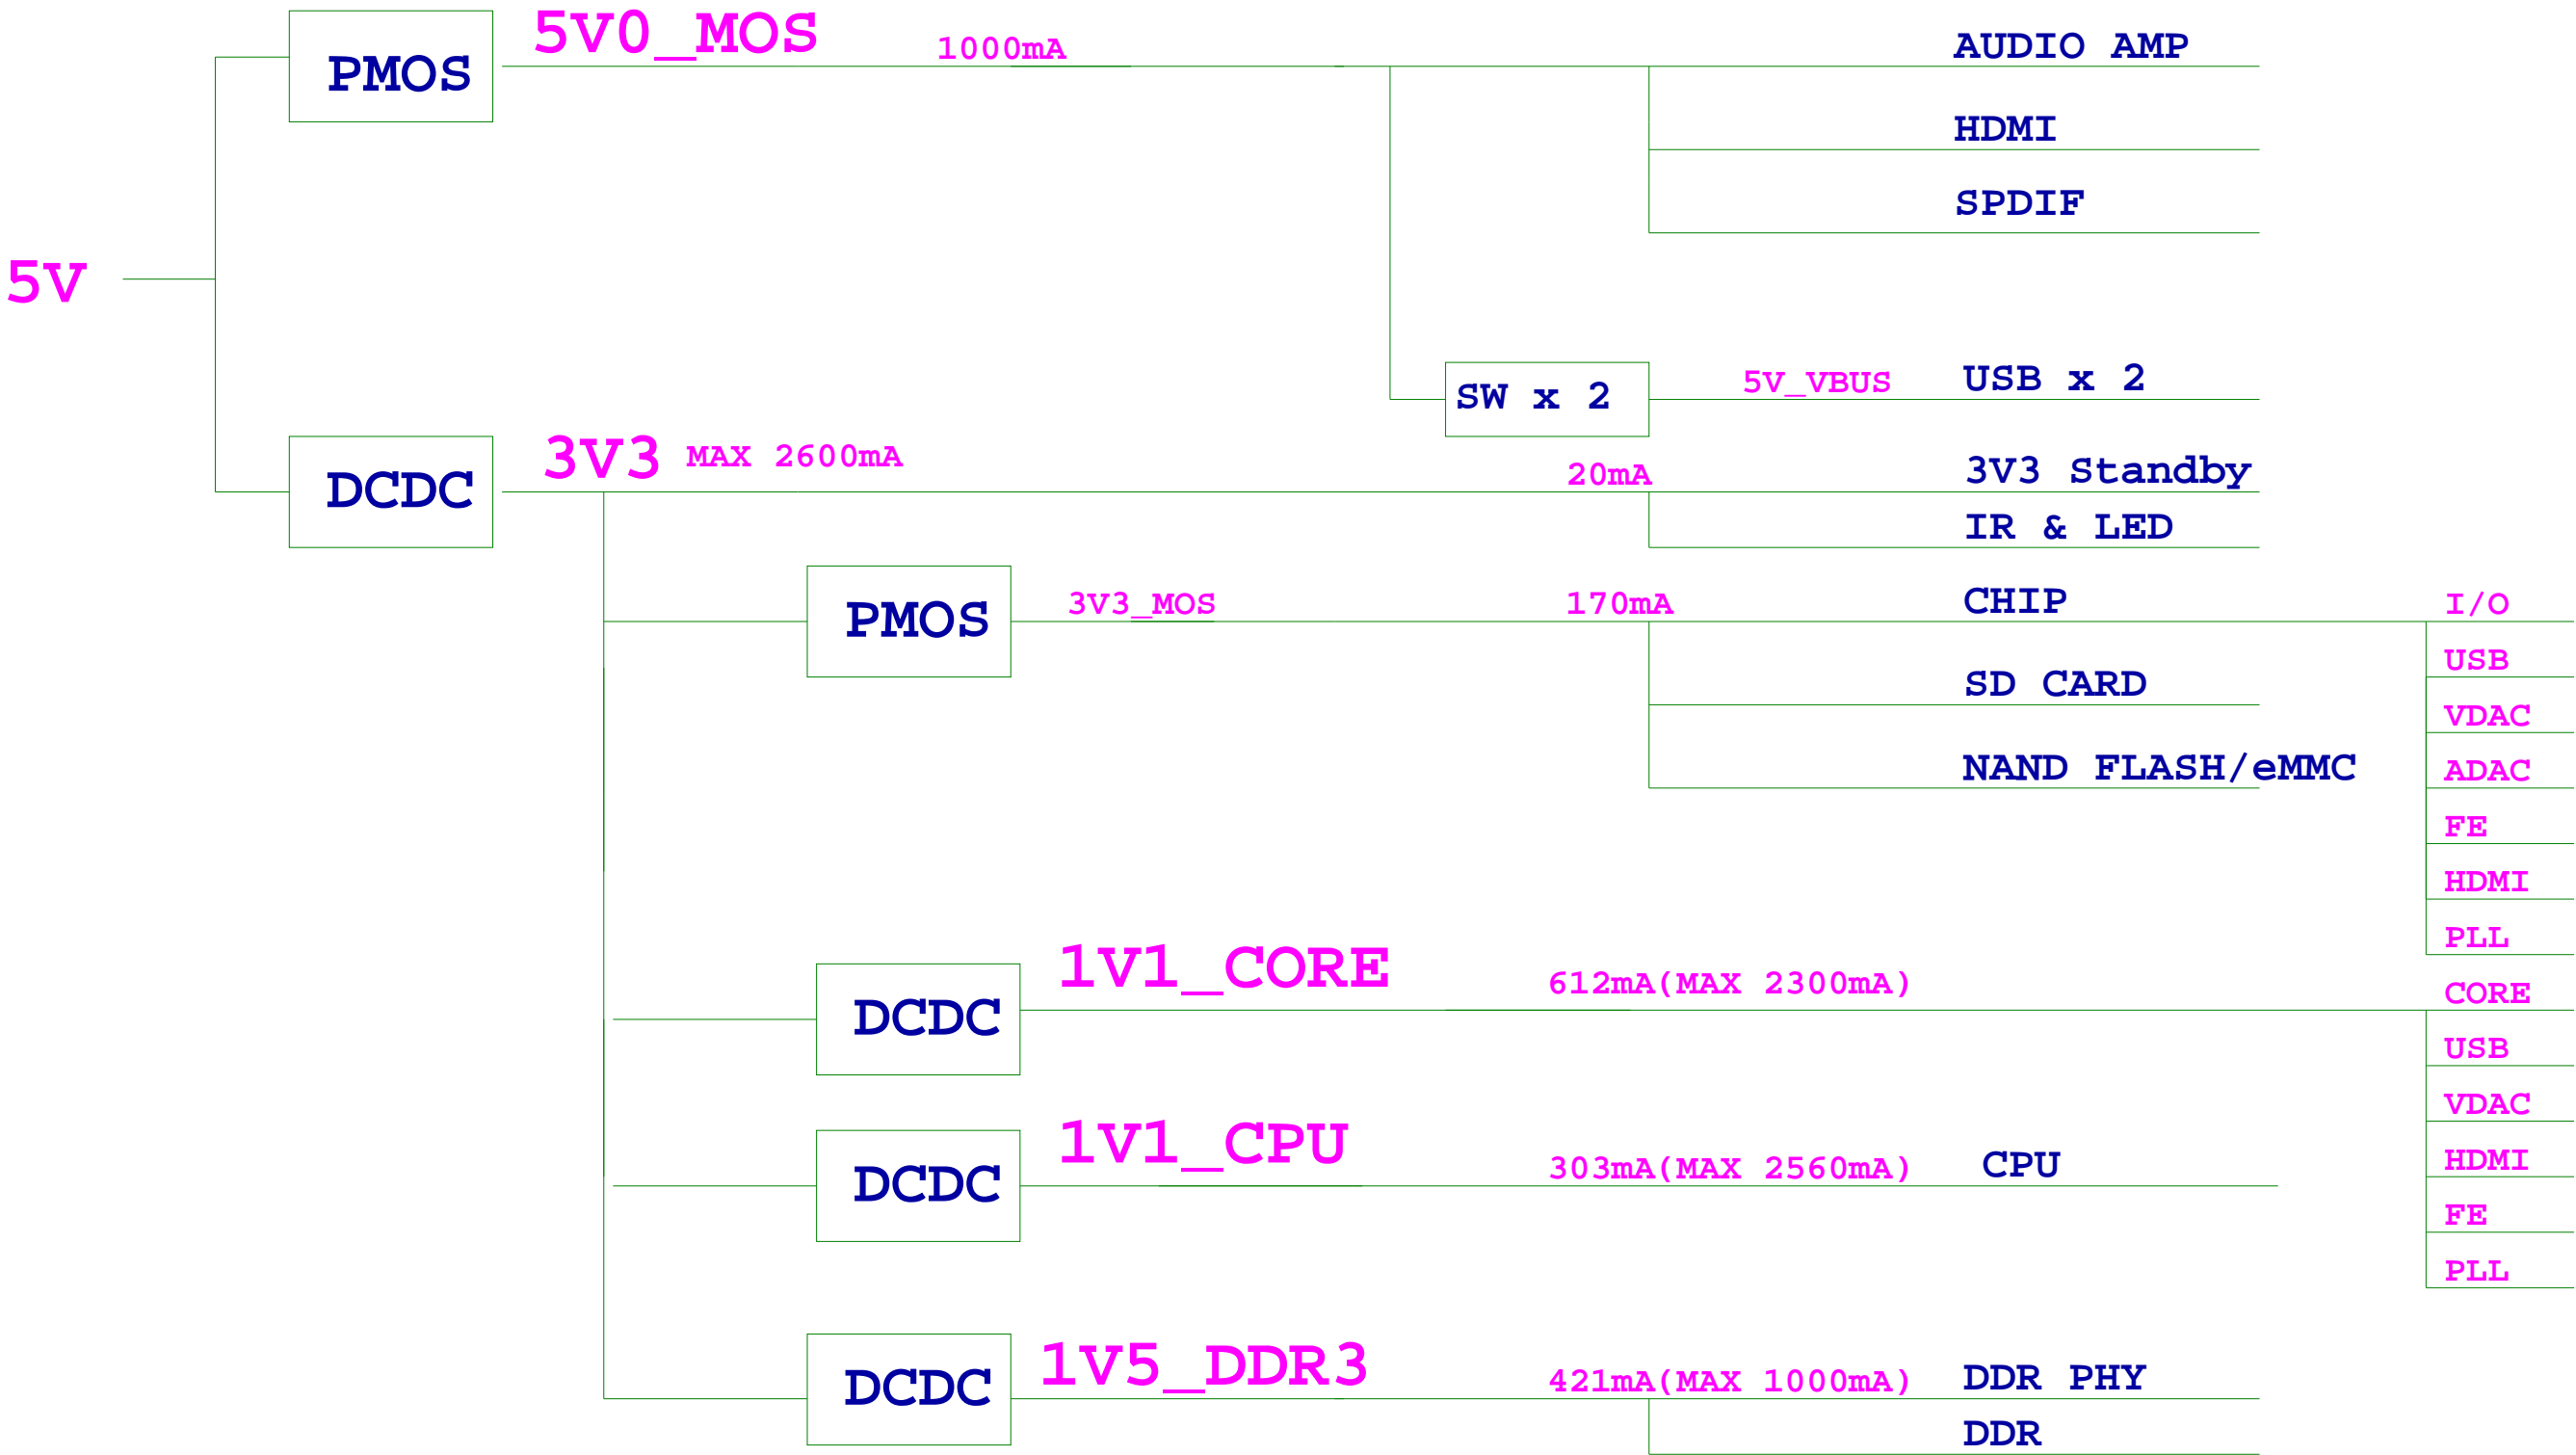 5V0_MOS
1000mA
AUDIO AMP
PMOS
HDMI
SPDIF
5V
SW x 2
5V_VBUS
USB x 2
DCDC
3V3
MAX 2600mA
20mA
3V3 Standby
IR & LED
PMOS
3V3_MOS
170mA
CHIP
I/O
USB
SD CARD
VDAC
NAND FLASH/eMMC
ADAC
FE
HDMI
PLL
1V1_CORE
612mA(MAX 2300mA)
CORE
DCDC
USB
VDAC
1V1_CPU
303mA(MAX 2560mA)
CPU
HDMI
DCDC
FE
PLL
1V5_DDR3
421mA(MAX 1000mA)
DDR PHY
DCDC
DDR